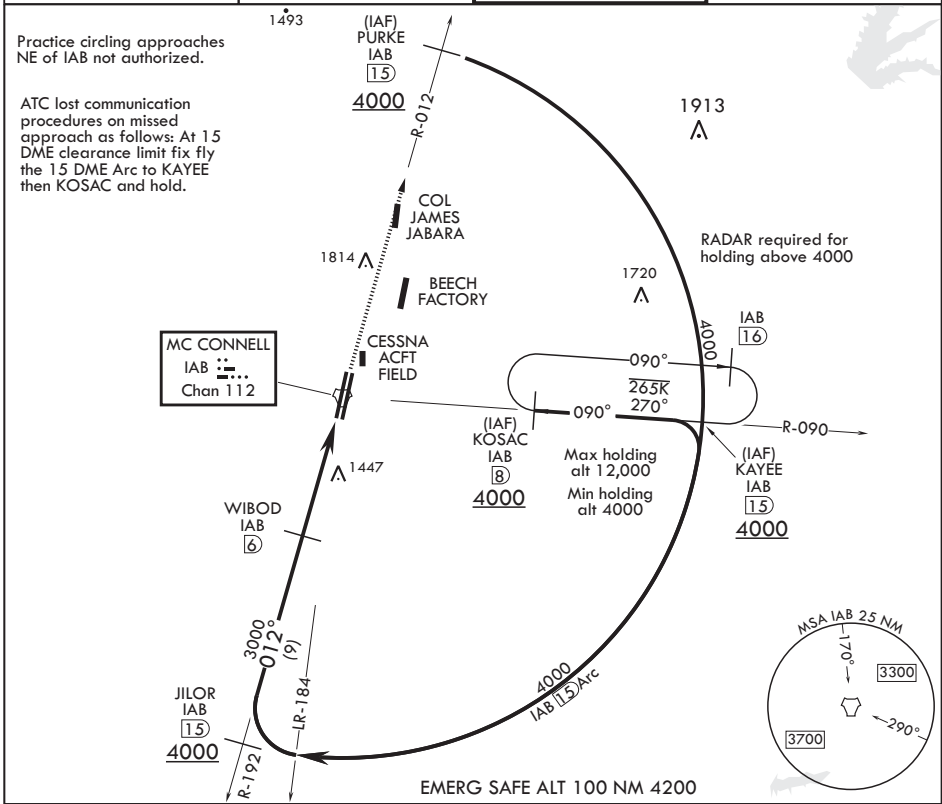 1493
Practice circling approaches
NE of IAB not authorized.
ATC lost communication
procedures on missed
approach as follows: At 15
DME clearance limit fix fly
the 15 DME Arc to KAYEE
then KOSAC and hold.
(IAF)
PURKE
IAB
15
4000
R-012
1913
COL
JAMES
JABARA
1814
BEECH
FACTORY
RADAR required for
holding above 4000
1720
MC CONNELL
IAB
Chan 112
CESSNA
ACFT
FIELD
4000
IAB
16
090°
265K
270°
090°
R-090
(IAF)
KOSAC
IAB
8
4000
Max holding
alt 12,000
Min holding
alt 4000
(IAF)
KAYEE
IAB
15
4000
1447
WIBOD
IAB
6
3000
012°
(9)
LR-184
JILOR
IAB
15
4000
R-192
4000
IAB 15 Arc
MSA IAB 25 NM
170°
3300
290°
3700
EMERG SAFE ALT 100 NM 4200